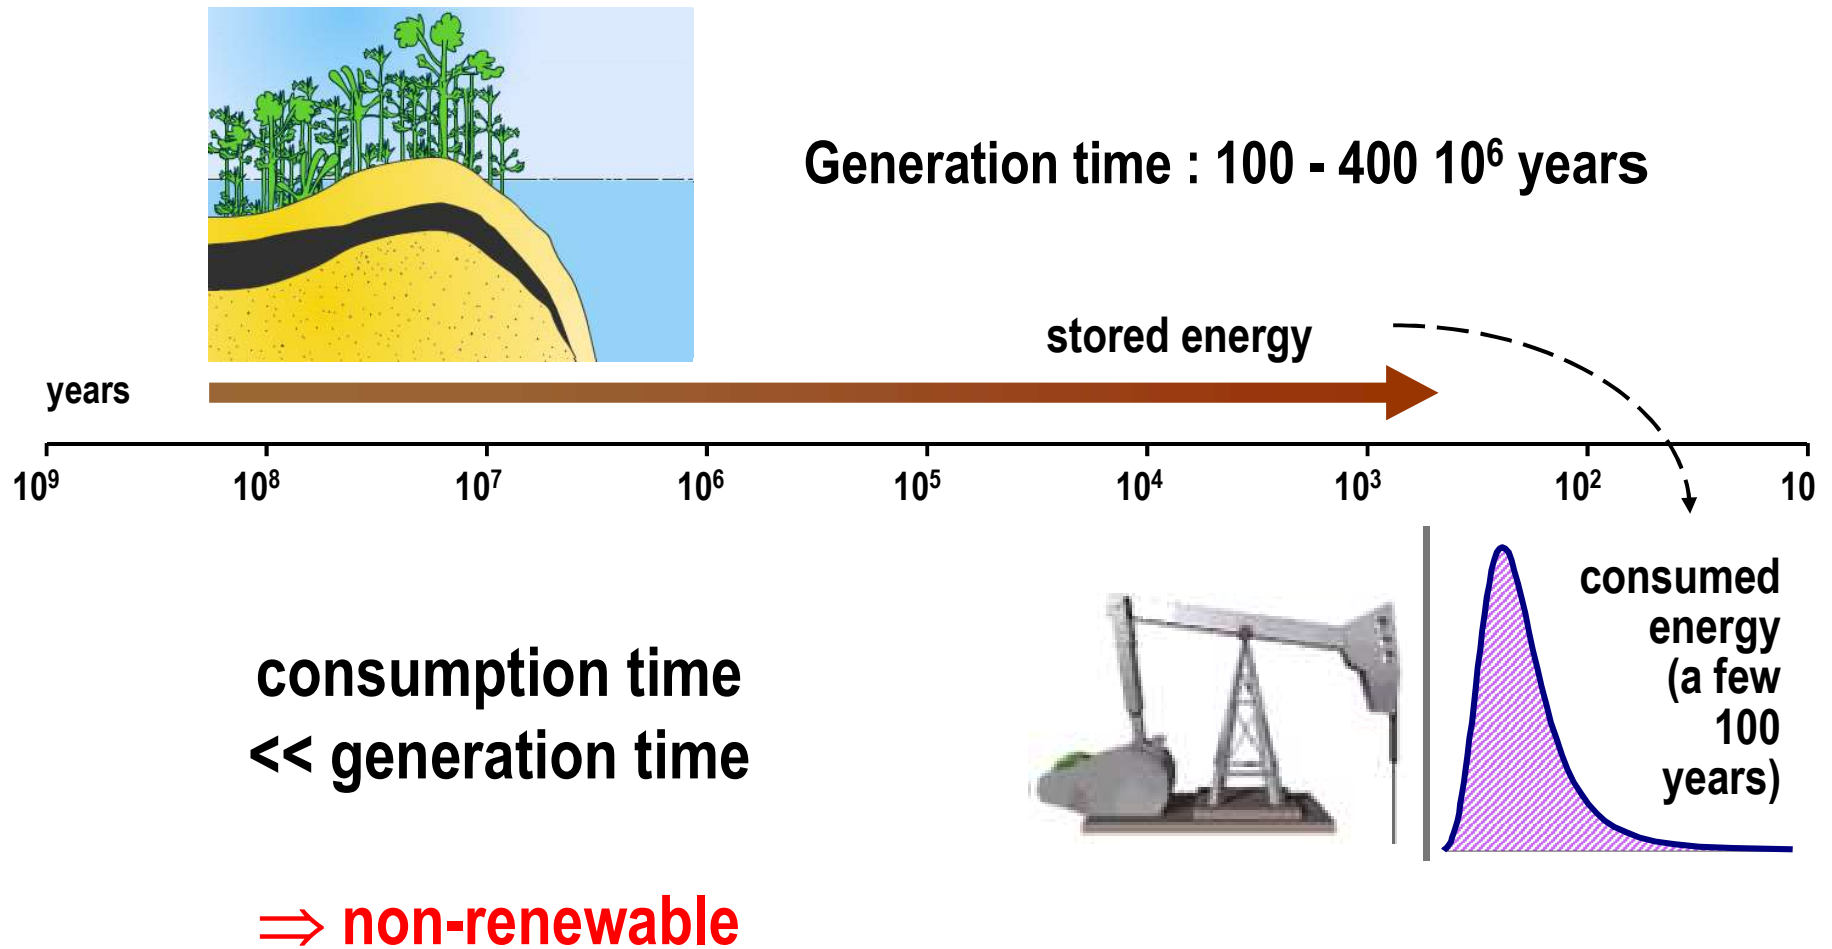 Generation time : 100 - 400 10⁶ years
stored energy
years
10⁹ 10⁸ 10⁷ 10⁶ 10⁵ 10⁴ 10³ 10² 10
consumed
energy
(a few
100
years)
consumption time
<< generation time
⇒ non-renewable